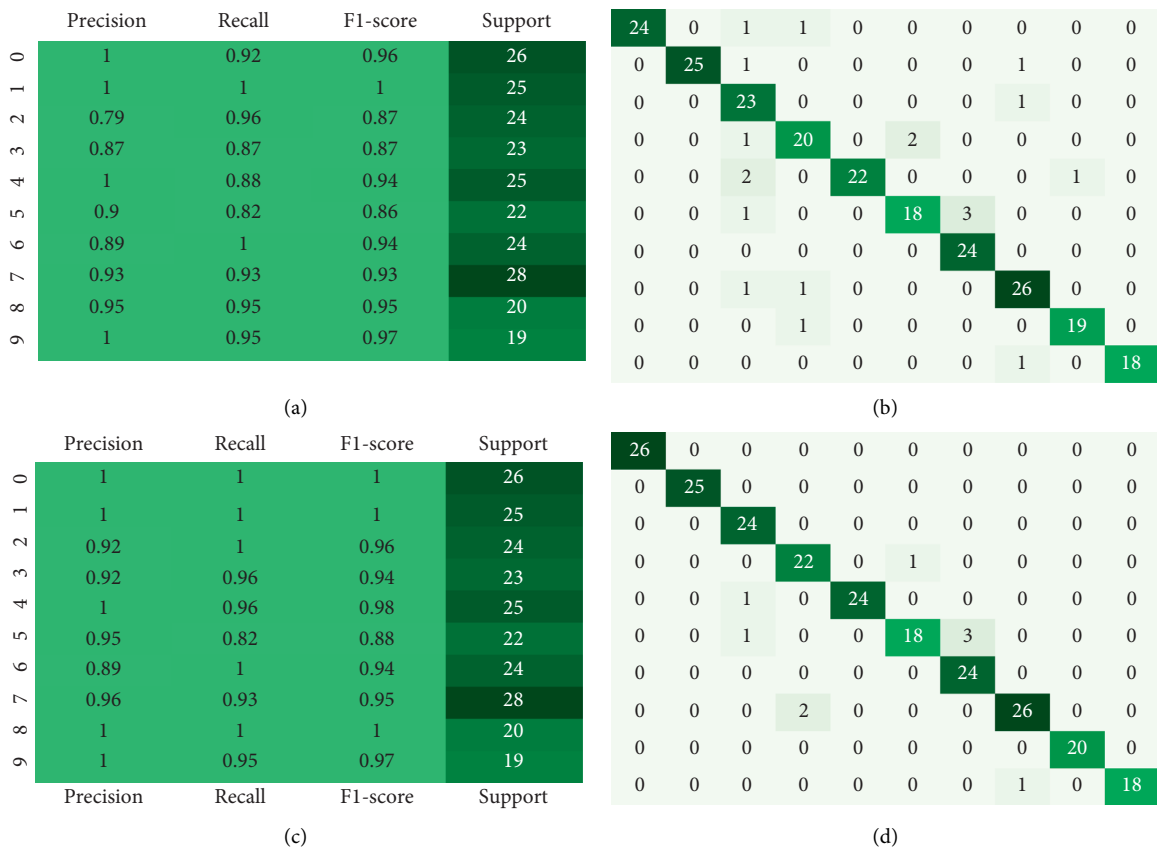 Precision Recall F1-score Support
0 1 0.92 0.96 26
1 1 1 1 25
2 0.79 0.96 0.87 24
3 0.87 0.87 0.87 23
4 1 0.88 0.94 25
5 0.9 0.82 0.86 22
6 0.89 1 0.94 24
7 0.93 0.93 0.93 28
8 0.95 0.95 0.95 20
9 1 0.95 0.97 19
(a)
24 0 1 1 0 0 0 0 0 0
0 25 1 0 0 0 0 1 0 0
0 0 23 0 0 0 0 1 0 0
0 0 1 20 0 2 0 0 0 0
0 0 2 0 22 0 0 0 1 0
0 0 1 0 0 18 3 0 0 0
0 0 0 0 0 0 24 0 0 0
0 0 1 1 0 0 0 26 0 0
0 0 0 1 0 0 0 0 19 0
0 0 0 0 0 0 0 1 0 18
(b)
Precision Recall F1-score Support
0 1 1 1 26
1 1 1 1 25
2 0.92 1 0.96 24
3 0.92 0.96 0.94 23
4 1 0.96 0.98 25
5 0.95 0.82 0.88 22
6 0.89 1 0.94 24
7 0.96 0.93 0.95 28
8 1 1 1 20
9 1 0.95 0.97 19
Precision Recall F1-score Support
(c)
26 0 0 0 0 0 0 0 0 0
0 25 0 0 0 0 0 0 0 0
0 0 24 0 0 0 0 0 0 0
0 0 0 22 0 1 0 0 0 0
0 0 1 0 24 0 0 0 0 0
0 0 1 0 0 18 3 0 0 0
0 0 0 0 0 0 24 0 0 0
0 0 0 2 0 0 0 26 0 0
0 0 0 0 0 0 0 0 20 0
0 0 0 0 0 0 0 1 0 18
(d)